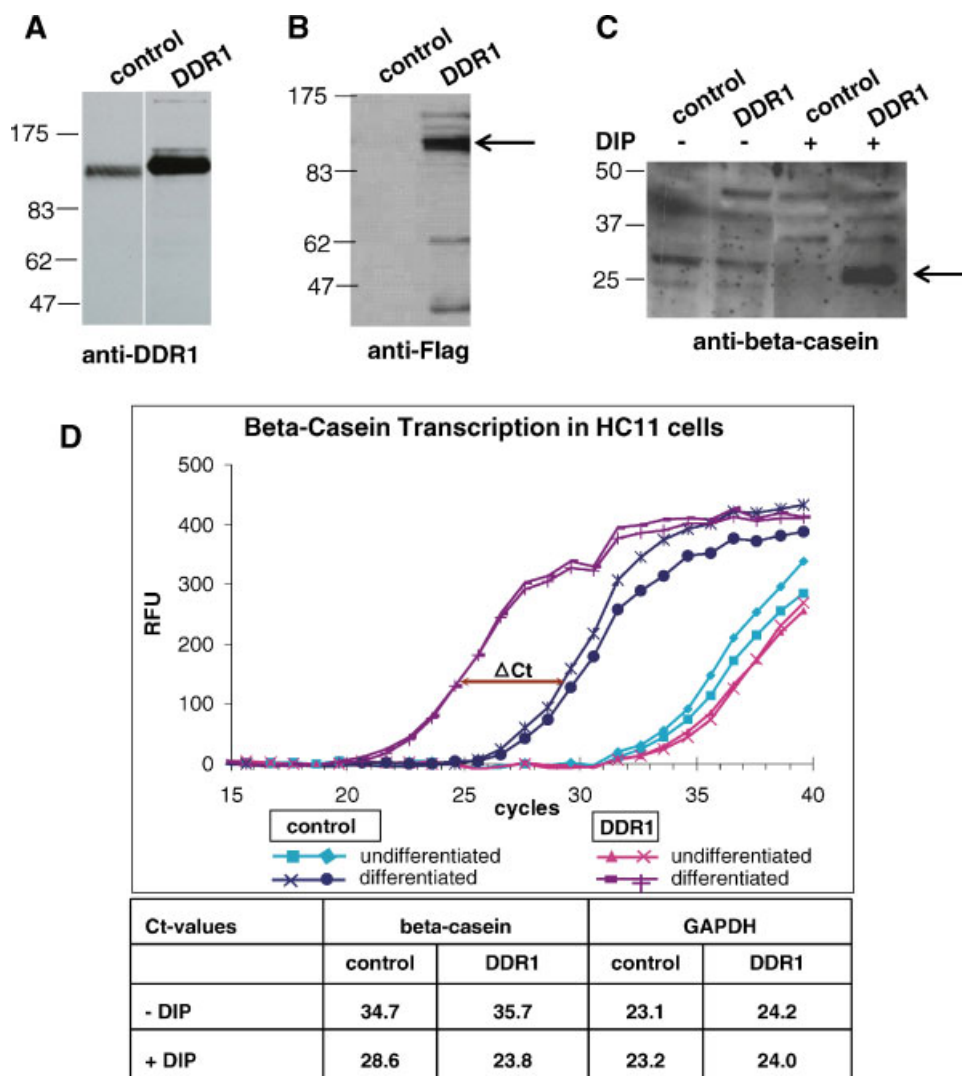 A
control
DDR1
175
83
62
47
anti-DDR1
B
control
DDR1
175
83
62
47
anti-Flag
C
control
DDR1
control
DDR1
DIP - - + +
50
37
25
anti-beta-casein
D
Beta-Casein Transcription in HC11 cells
500
400
300
200
100
0
RFU
ΔCt
15 20 25 30 35 40
cycles
control
undifferentiated
differentiated
DDR1
undifferentiated
differentiated
Ct-values beta-casein GAPDH
control DDR1 control DDR1
- DIP 34.7 35.7 23.1 24.2
+ DIP 28.6 23.8 23.2 24.0